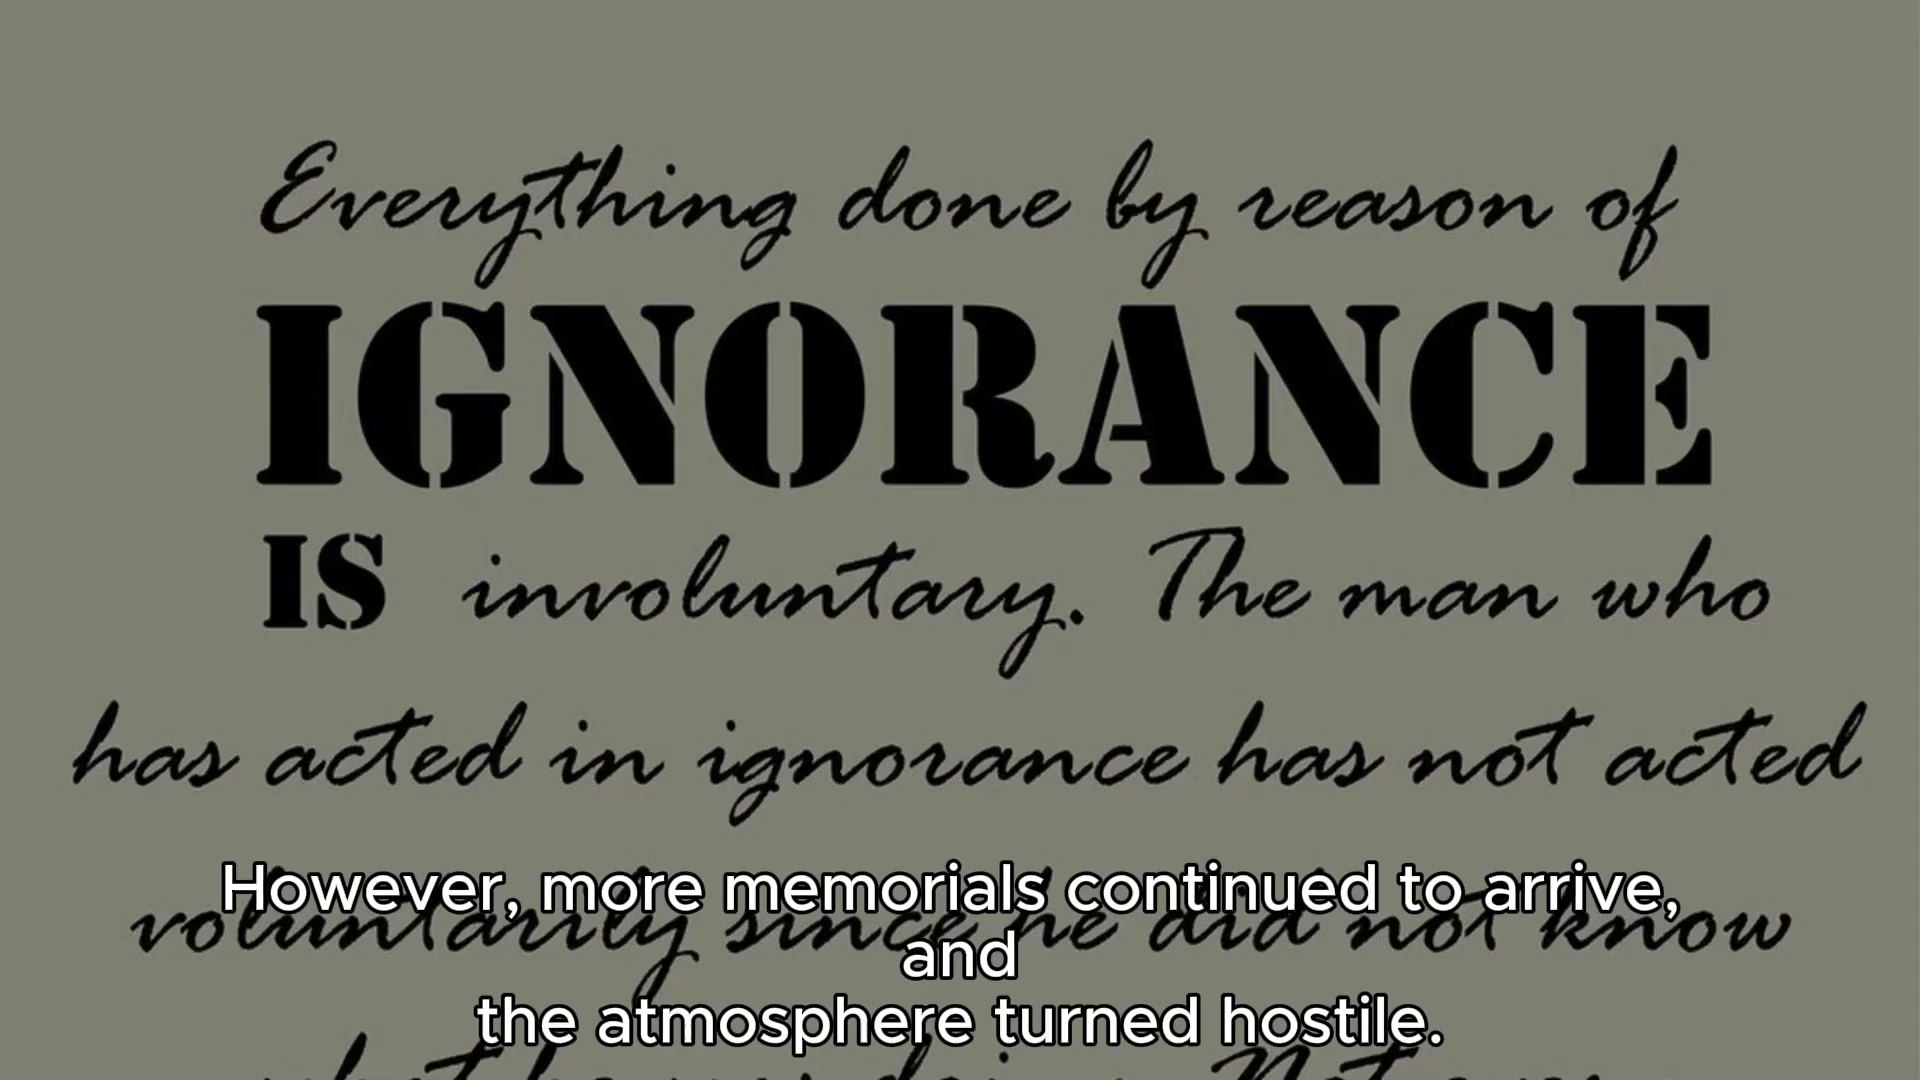 Everything done by reason of
IGNORANCE
IS involuntary. The man who
has acted in ignorance has not acted
voluntarily since he did not know
However, more memorials continued to arrive,
and
the atmosphere turned hostile.